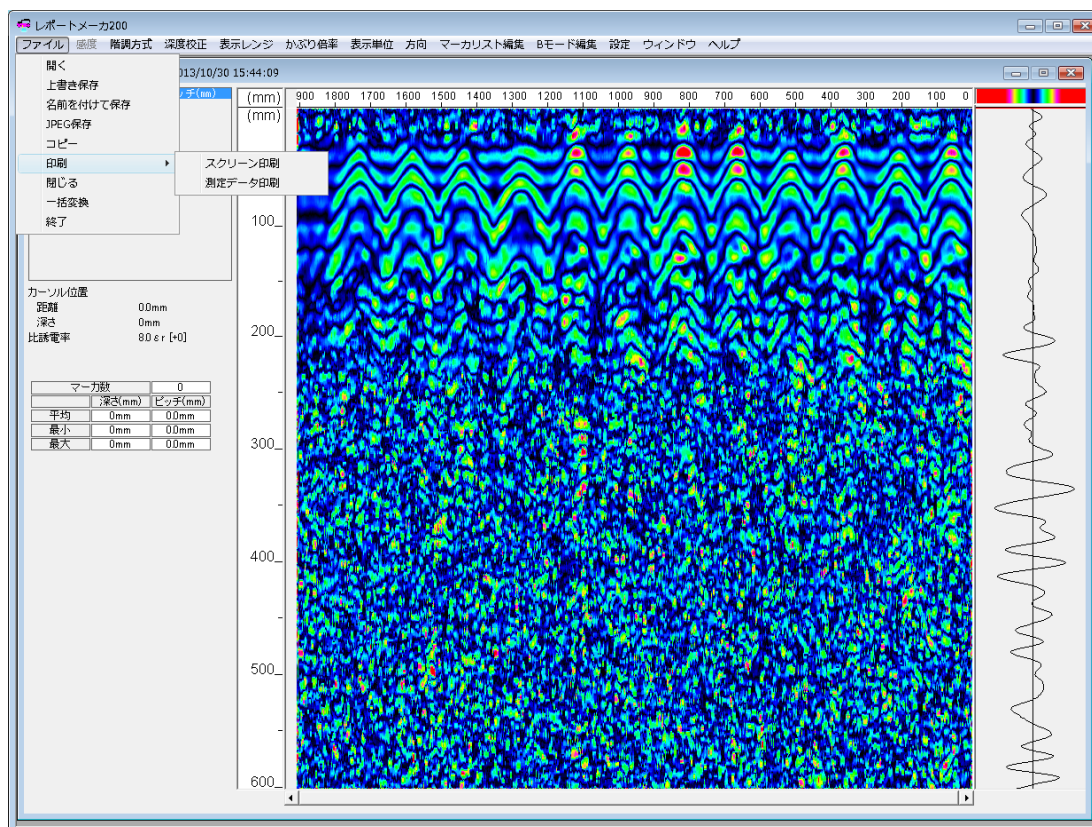 レポートメーカ200
ファイル 感度 階調方式 深度校正 表示レンジ かぶり倍率 表示単位 方向 マーカリスト編集 Bモード編集 設定 ウィンドウ ヘルプ
開く
上書き保存
名前を付けて保存
JPEG保存
コピー
印刷
閉じる
一括変換
終了
スクリーン印刷
測定データ印刷
013/10/30 15:44:09
ッチ(mm)
(mm) 900 1800 1700 1600 1500 1400 1300 1200 1100 1000 900 800 700 600 500 400 300 200 100 0
(mm)
100
200
300
400
500
600
カーソル位置
距離 0.0mm
深さ 0mm
比誘電率 8.0 εr [+0]
マーカ数 0
深さ(mm) ピッチ(mm)
平均 0mm 0.0mm
最小 0mm 0.0mm
最大 0mm 0.0mm